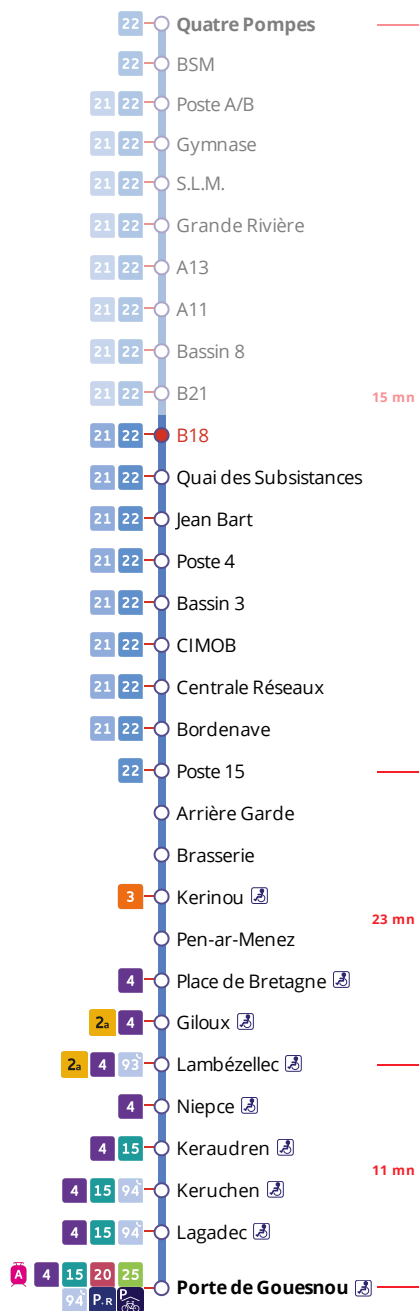 22 Quatre Pompes
22 BSM
21 22 Poste A/B
21 22 Gymnase
21 22 S.L.M.
21 22 Grande Rivière
21 22 A13
21 22 A11
21 22 Bassin 8
21 22 B21
15 mn
21 22 B18
21 22 Quai des Subsistances
21 22 Jean Bart
21 22 Poste 4
21 22 Bassin 3
21 22 CIMOB
21 22 Centrale Réseaux
21 22 Bordenave
22 Poste 15
Arrière Garde
Brasserie
3 Kerinou
23 mn
Pen-ar-Menez
4 Place de Bretagne
2a 4 Giloux
2a 4 93 Lambézellec
4 Niepce
4 15 Keraudren
11 mn
4 15 94 Keruchen
4 15 94 Lagadec
A 4 15 20 25
Porte de Gouesnou
94 P+R P